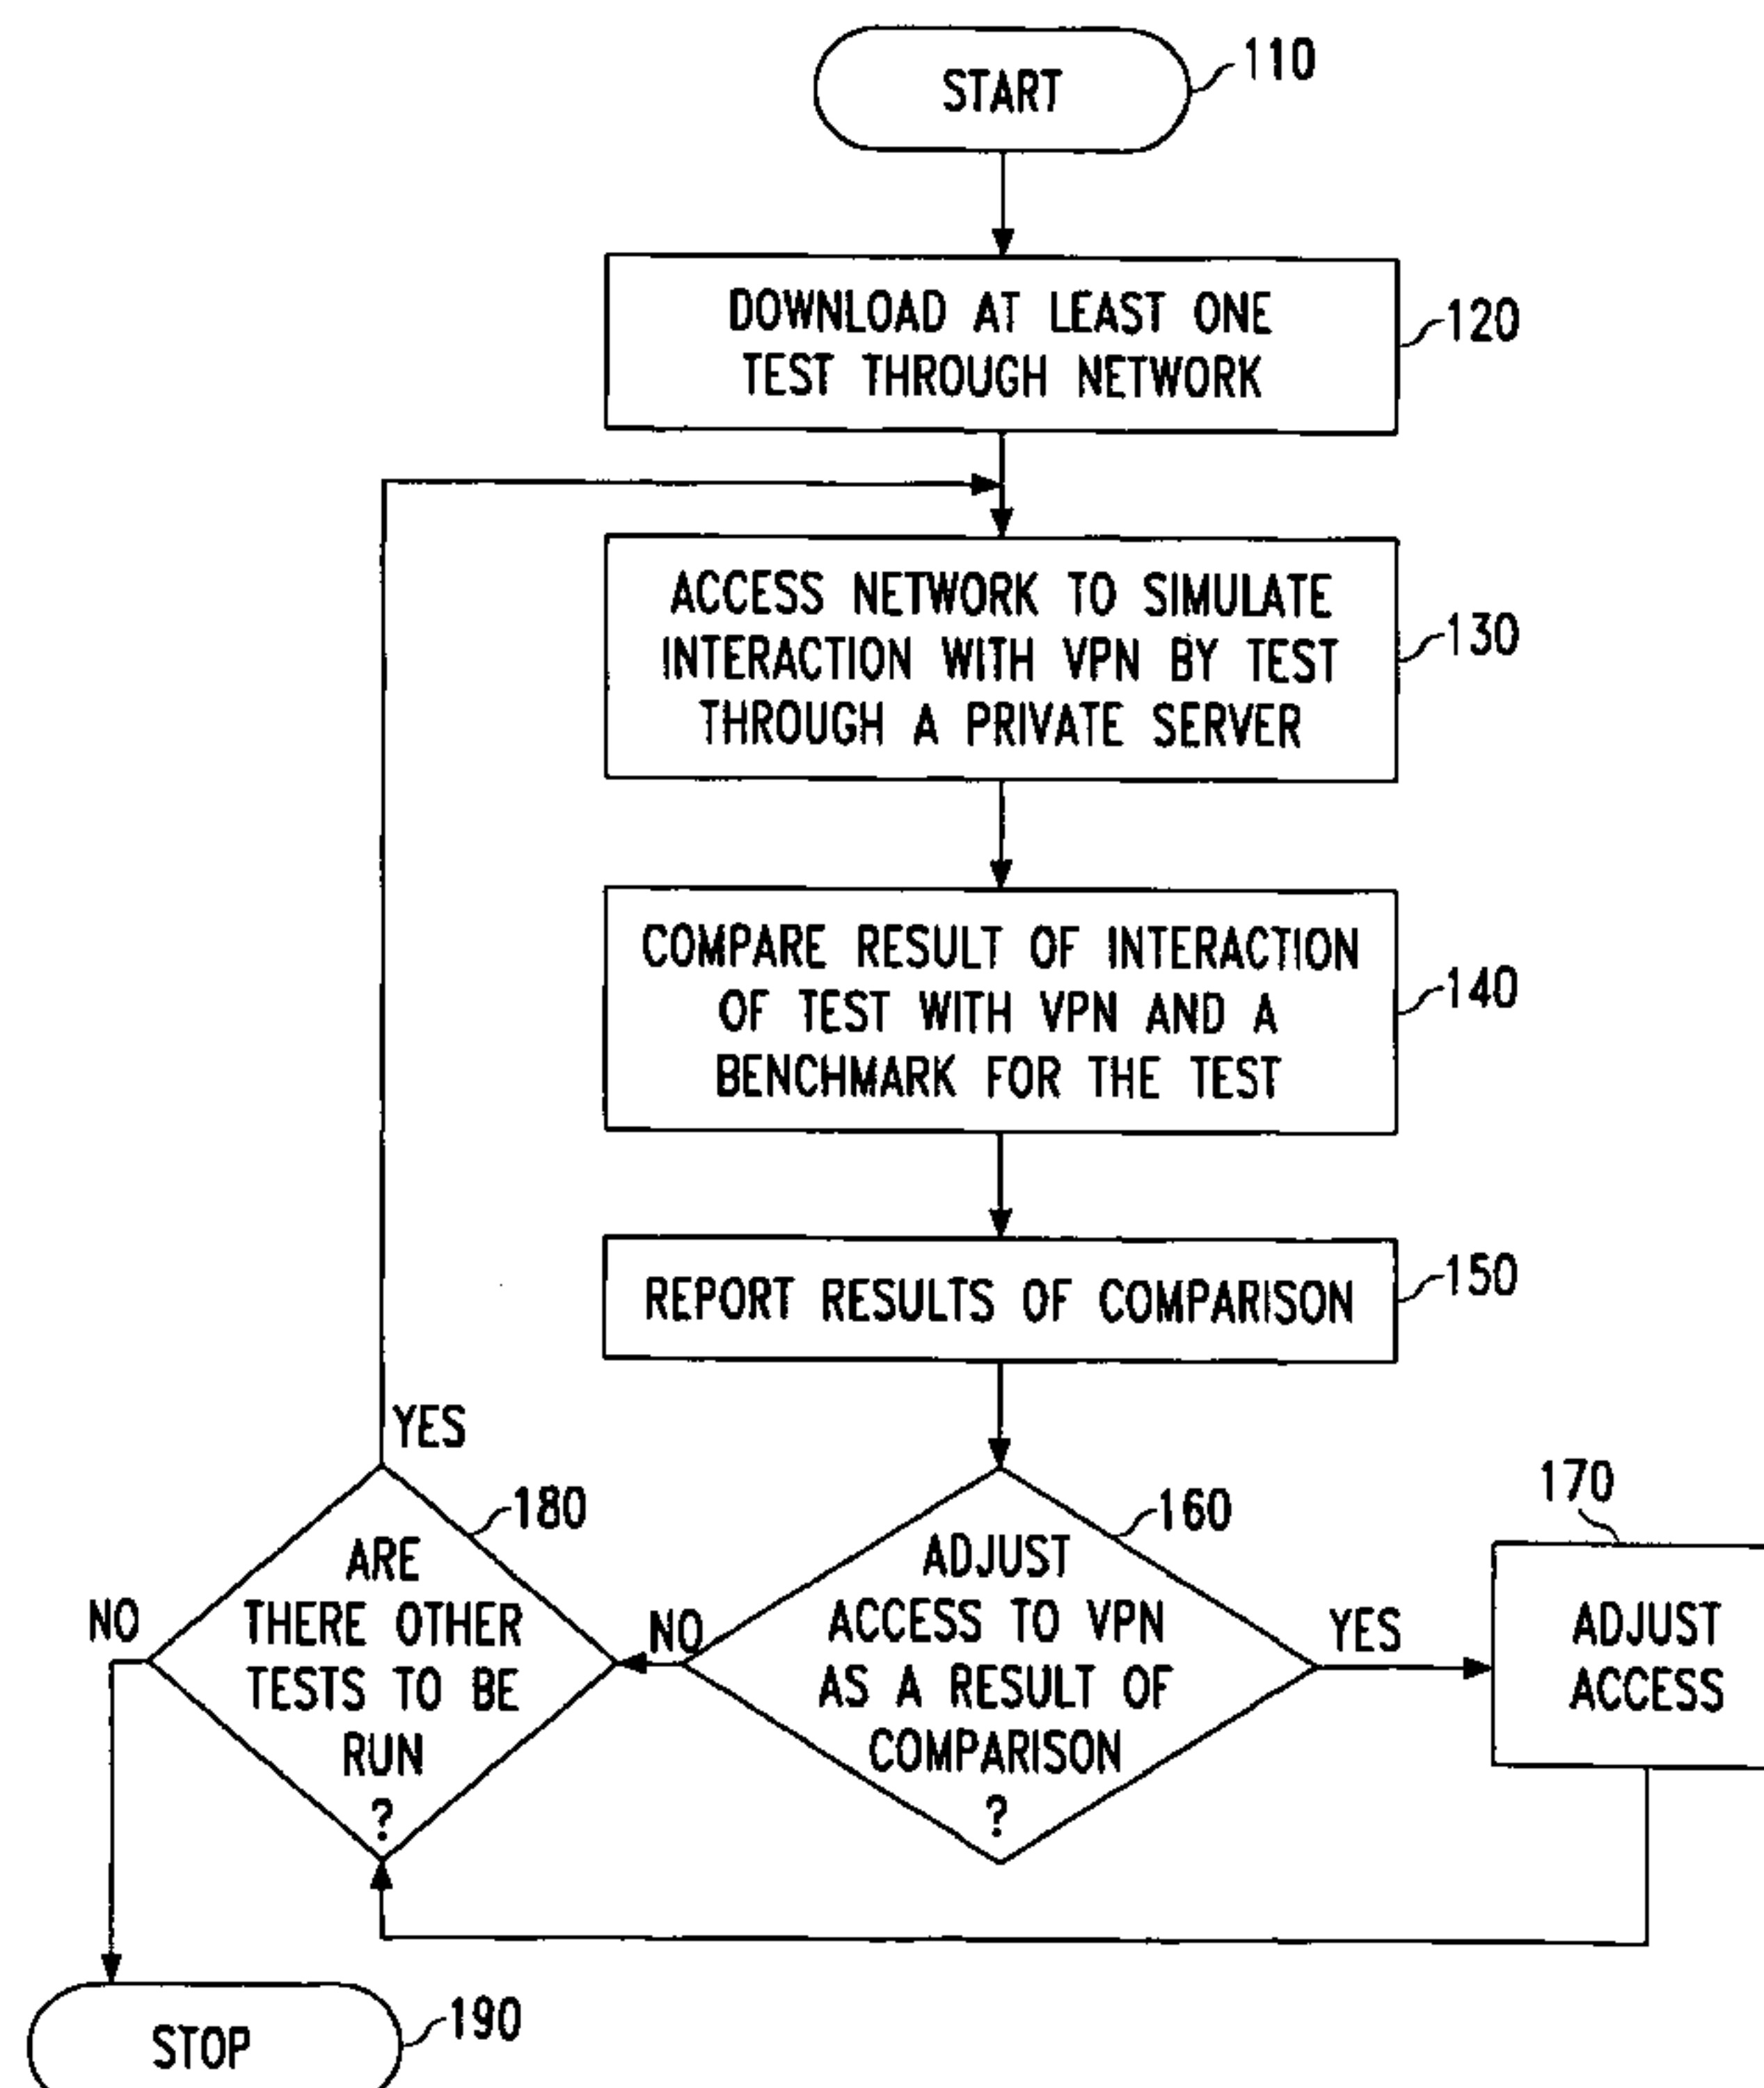 START
110
DOWNLOAD AT LEAST ONE
TEST THROUGH NETWORK
120
ACCESS NETWORK TO SIMULATE
INTERACTION WITH VPN BY TEST
THROUGH A PRIVATE SERVER
130
COMPARE RESULT OF INTERACTION
OF TEST WITH VPN AND A
BENCHMARK FOR THE TEST
140
REPORT RESULTS OF COMPARISON
150
ADJUST
ACCESS TO VPN
AS A RESULT OF
COMPARISON
?
160
YES
NO
170
ADJUST
ACCESS
180
ARE
THERE OTHER
TESTS TO BE
RUN
?
YES
NO
STOP
190